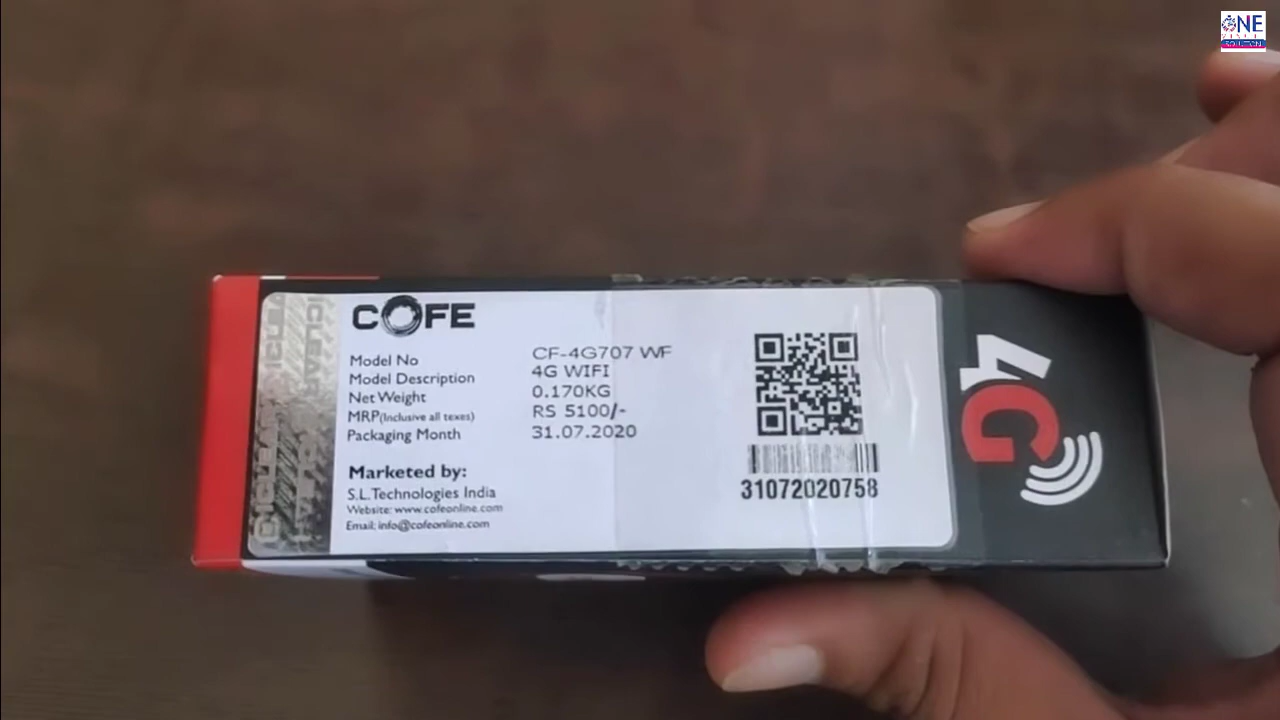 ONE
COFE
Model No CF-4G707 WF
Model Description 4G WIFI
Net Weight 0.170KG
MRP(Inclusive all texes) RS 5100/-
Packaging Month 31.07.2020
Marketed by:
S.L.Technologies India
Website: www.cofeonline.com
Email: info@cofeonline.com
31072020758
4G